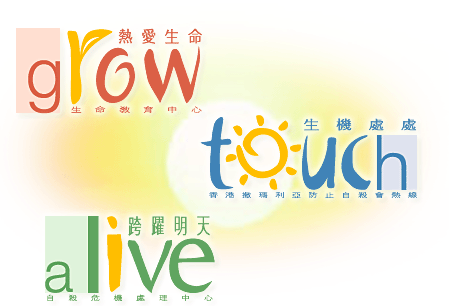 熱愛生命
grow
生命教育中心
生機處處
touch
香港撒瑪利亞防止自殺會熱線
跨躍明天
alive
自殺危機處理中心